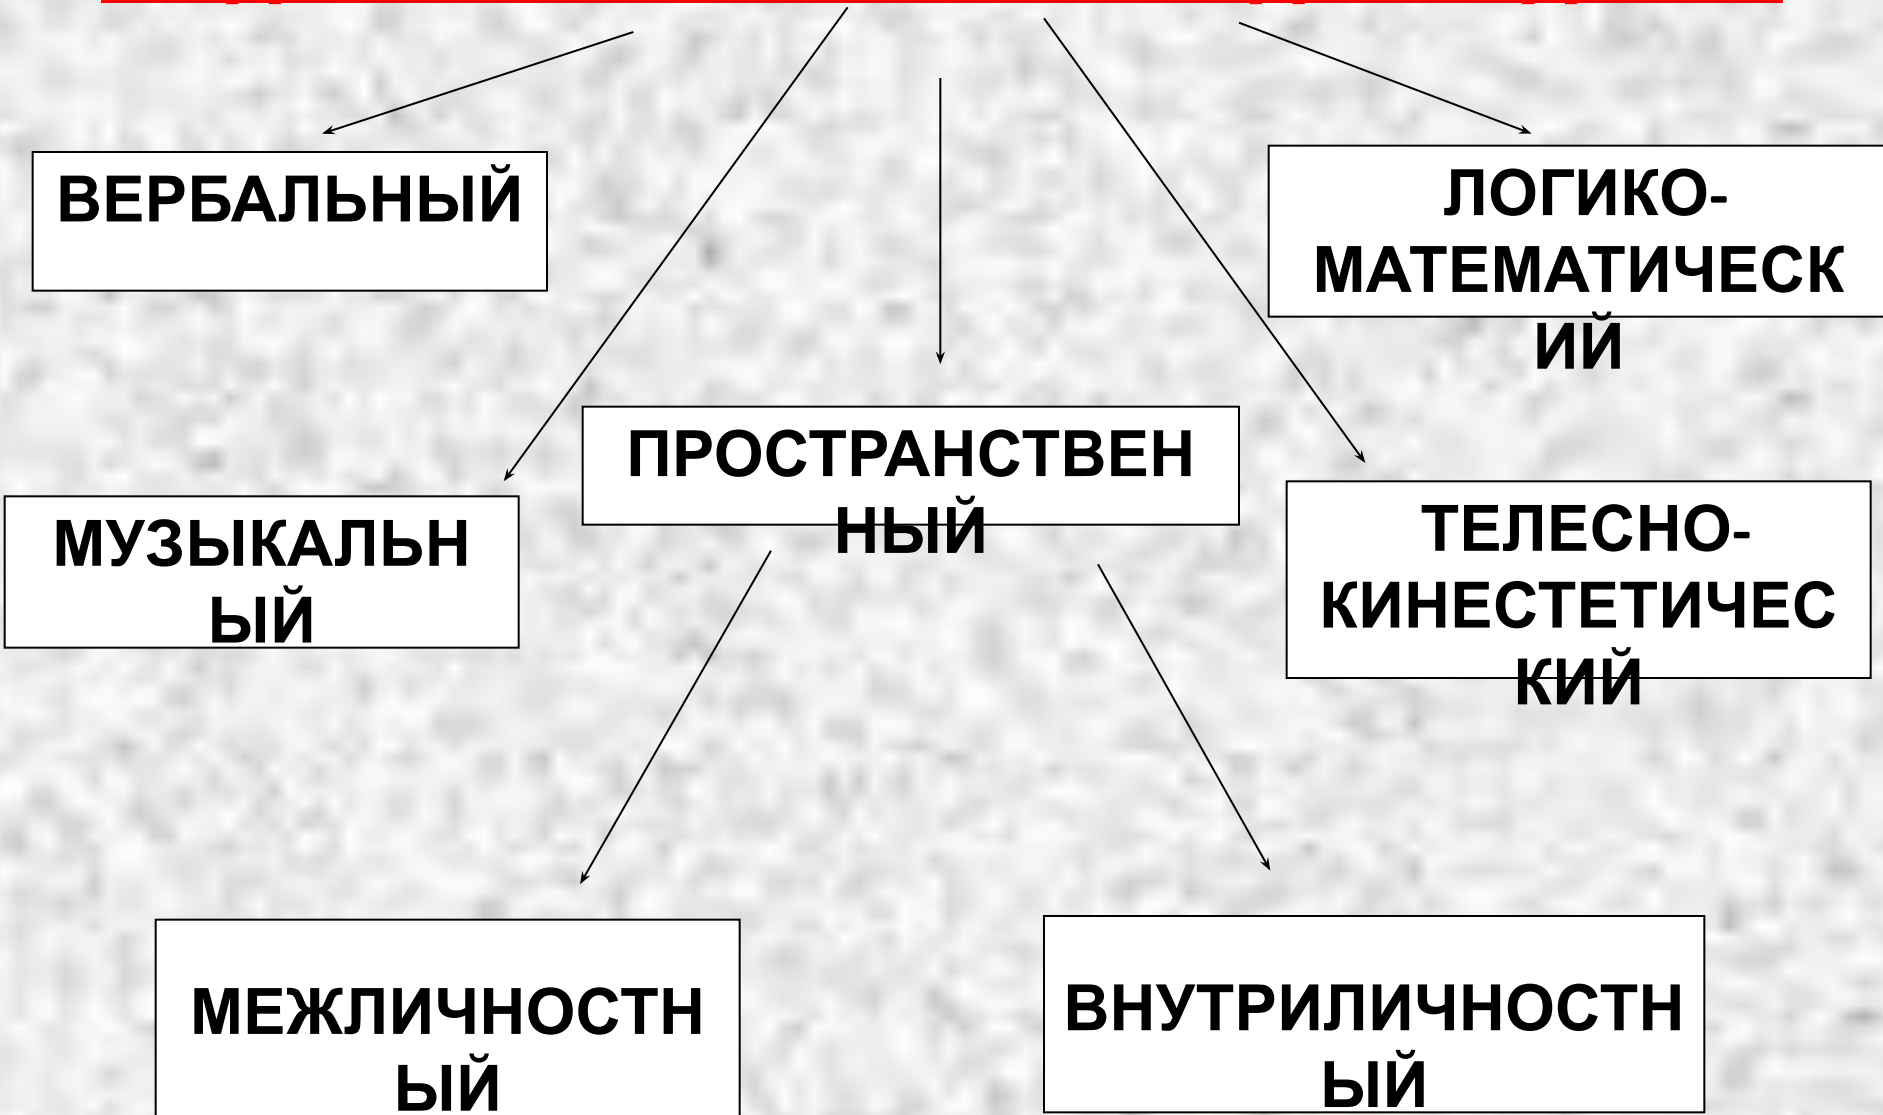 ВЕРБАЛЬНЫЙ
ЛОГИКО-
МАТЕМАТИЧЕСК
ИЙ
ПРОСТРАНСТВЕН
НЫЙ
МУЗЫКАЛЬН
ЫЙ
ТЕЛЕСНО-
КИНЕСТЕТИЧЕС
КИЙ
МЕЖЛИЧНОСТН
ЫЙ
ВНУТРИЛИЧНОСТН
ЫЙ